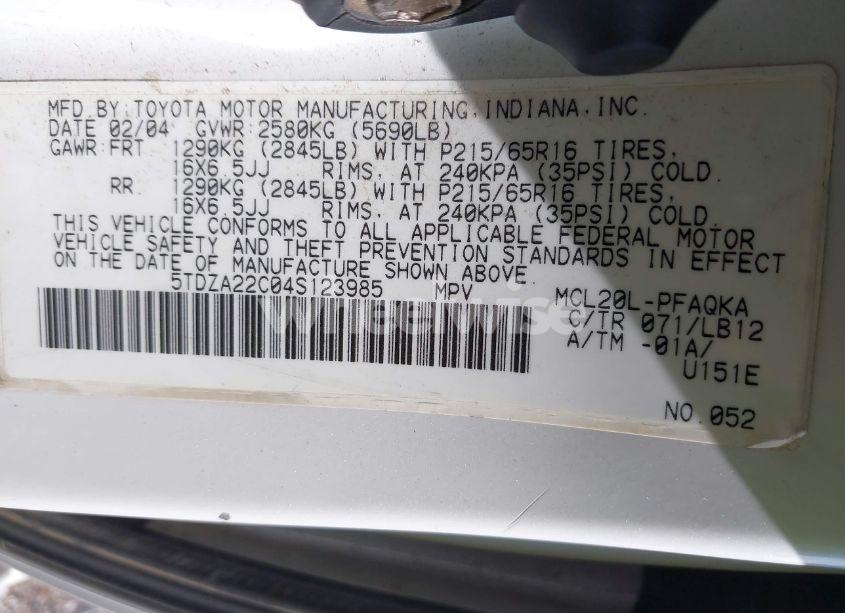 MFD.BY:TOYOTA MOTOR MANUFACTURING, INDIANA, INC.
DATE 02/04 GVWR:2580KG (5690LB)
GAWR:FRT 1290KG (2845LB) WITH P215/65R16 TIRES,
16X6.5JJ RIMS, AT 240KPA (35PSI) COLD.
RR 1290KG (2845LB) WITH P215/65R16 TIRES,
16X6.5JJ RIMS, AT 240KPA (35PSI) COLD.
THIS VEHICLE CONFORMS TO ALL APPLICABLE FEDERAL MOTOR
VEHICLE SAFETY AND THEFT PREVENTION STANDARDS IN EFFECT
ON THE DATE OF MANUFACTURE SHOWN ABOVE.
5TDZA22C04S123985 MPV
MCL20L-PFAQKA
C/TR 071/LB12
A/TM -01A/
U151E
NO.052
Wheelwise